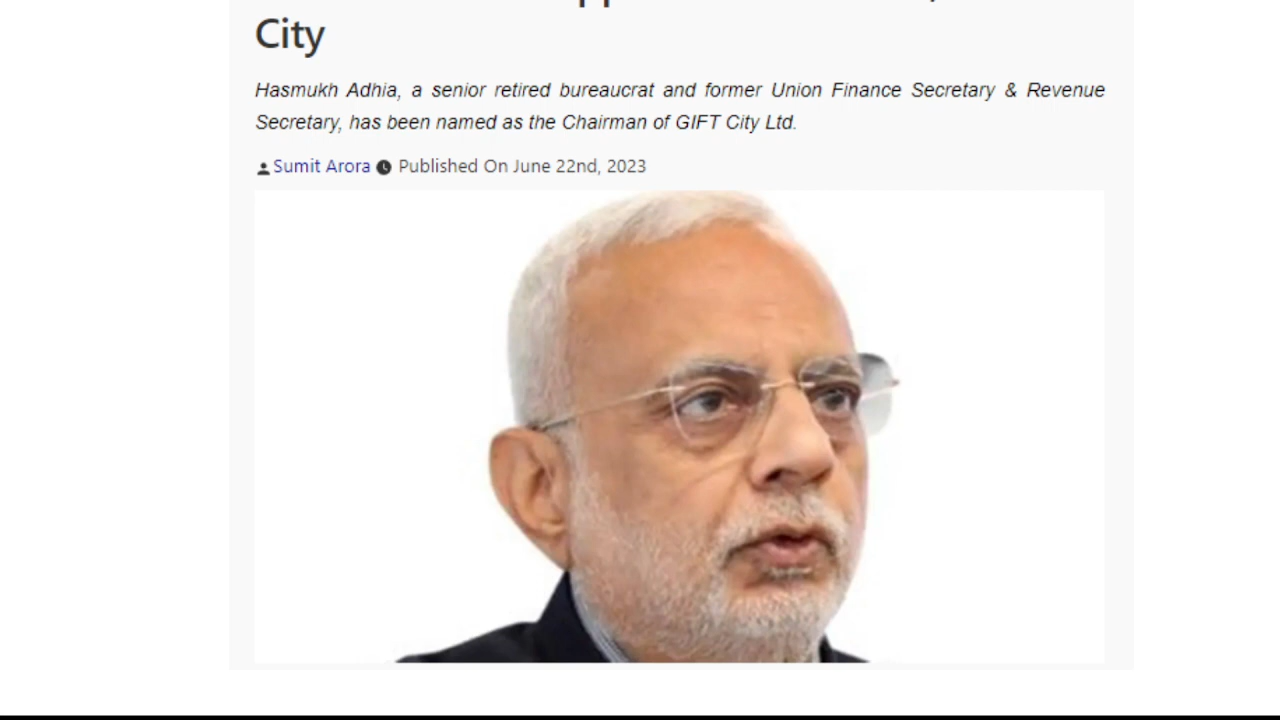 City
Hasmukh Adhia, a senior retired bureaucrat and former Union Finance Secretary & Revenue
Secretary, has been named as the Chairman of GIFT City Ltd.
Sumit Arora Published On June 22nd, 2023